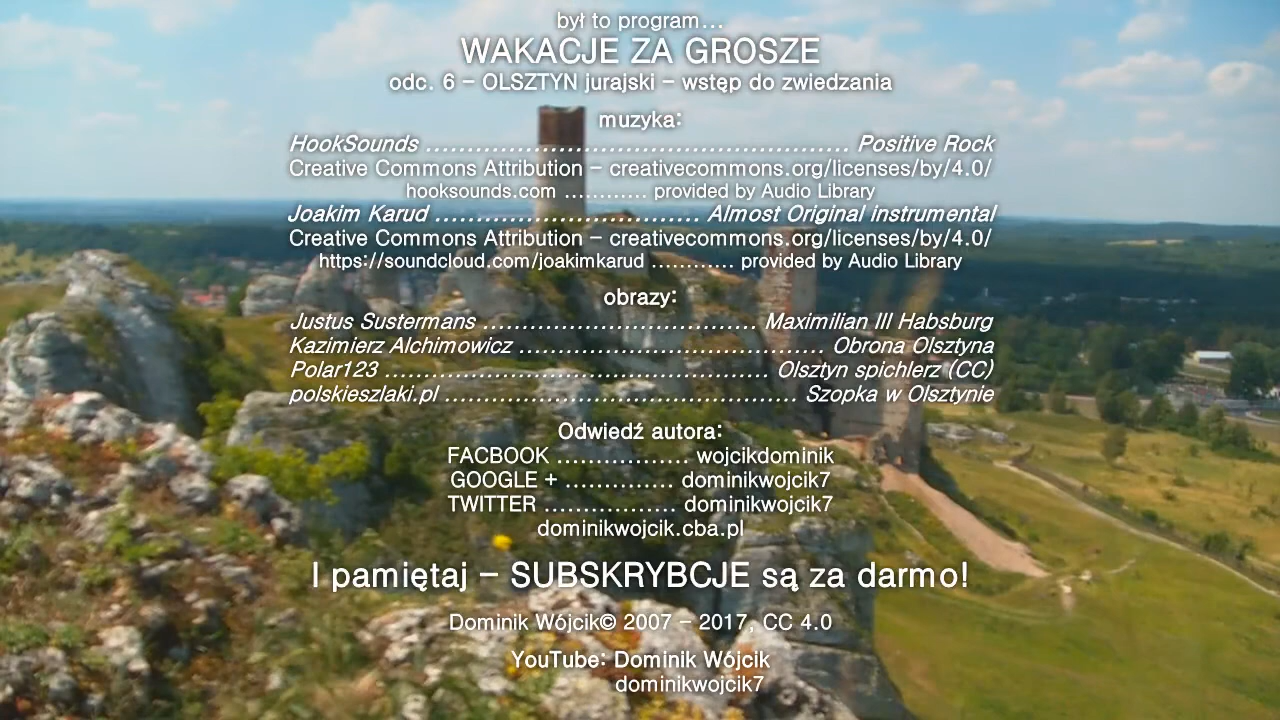 był to program...
WAKACJE ZA GROSZE
odc. 6 – OLSZTYN jurajski – wstęp do zwiedzania
muzyka:
HookSounds ...................................................... Positive Rock
Creative Commons Attribution – creativecommons.org/licenses/by/4.0/
hooksounds.com ............ provided by Audio Library
Joakim Karud .................................. Almost Original instrumental
Creative Commons Attribution – creativecommons.org/licenses/by/4.0/
https://soundcloud.com/joakimkarud ............ provided by Audio Library
obrazy:
Justus Sustermans ................................... Maximilian III Habsburg
Kazimierz Alchimowicz ....................................... Obrona Olsztyna
Polar123 ................................................. Olsztyn spichlerz (CC)
polskieszlaki.pl ............................................. Szopka w Olsztynie
Odwiedź autora:
FACBOOK ................. wojcikdominik
GOOGLE + .............. dominikwojcik7
TWITTER ................. dominikwojcik7
dominikwojcik.cba.pl
I pamiętaj – SUBSKRYBCJE są za darmo!
Dominik Wójcik© 2007 – 2017, CC 4.0
YouTube: Dominik Wójcik
dominikwojcik7